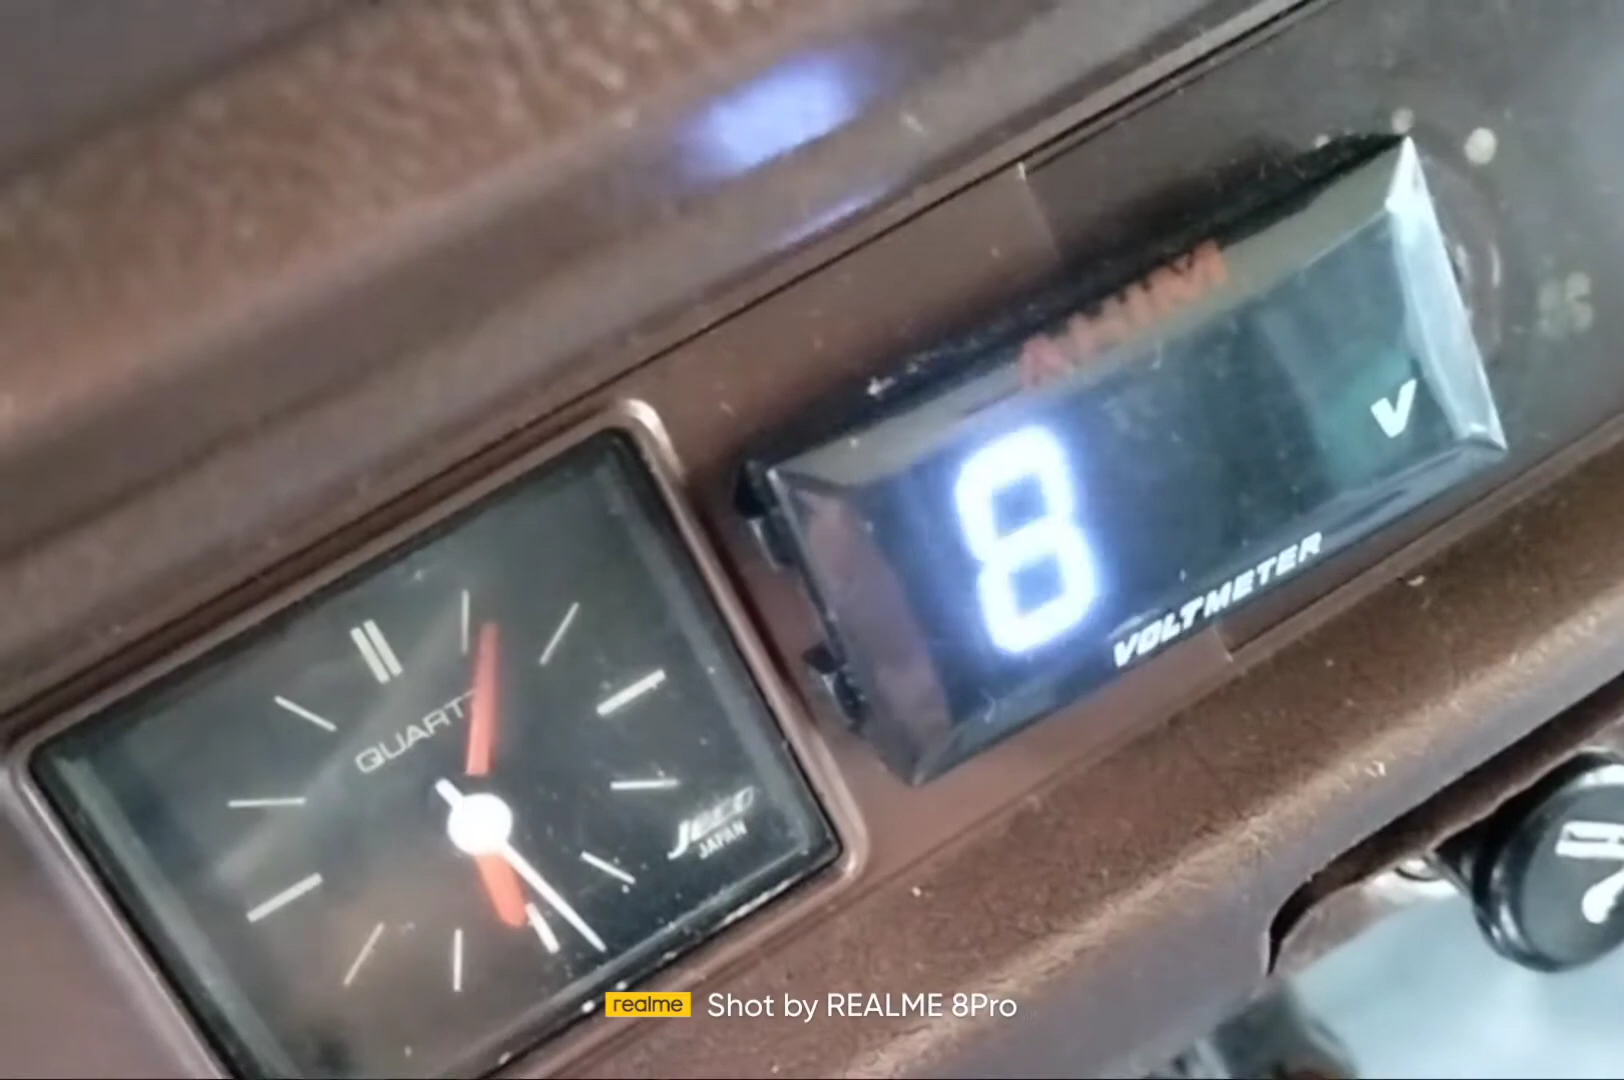 8
V
VOLTMETER
QUARTZ
Jeco
JAPAN
realme Shot by REALME 8Pro